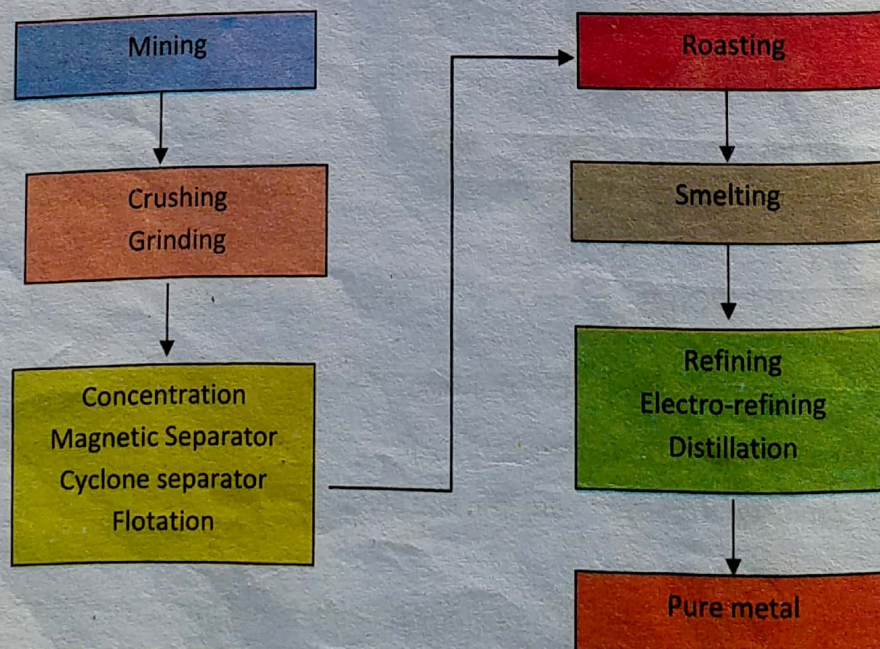 Mining
Crushing
Grinding
Concentration
Magnetic Separator
Cyclone separator
Flotation
Roasting
Smelting
Refining
Electro-refining
Distillation
Pure metal